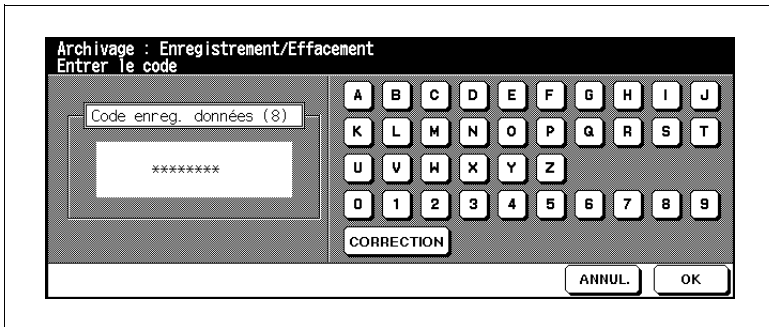 Archivage : Enregistrement/Effacement
Entrer le code
Code enreg. données (8)
********
A B C D E F G H I J
K L M N O P Q R S T
U V W X Y Z
0 1 2 3 4 5 6 7 8 9
CORRECTION
ANNUL. OK